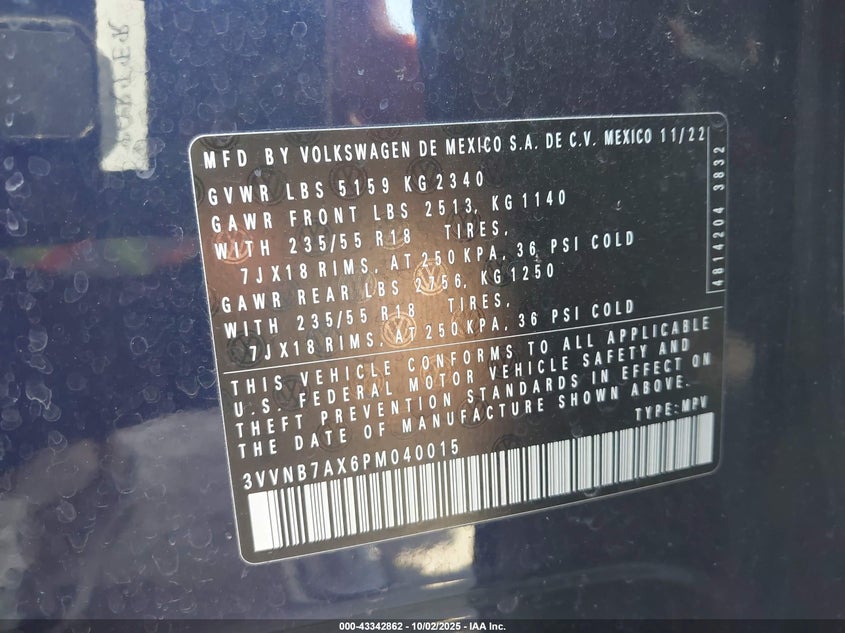 MFD BY VOLKSWAGEN DE MEXICO S.A. DE C.V. MEXICO 11/22
GVWR LBS 5159 KG 2340
GAWR FRONT LBS 2513, KG 1140
WITH 235/55 R18 TIRES,
7JX18 RIMS, AT 250 KPA, 36 PSI COLD
GAWR REAR LBS 2756, KG 1250
WITH 235/55 R18 TIRES,
7JX18 RIMS, AT 250 KPA, 36 PSI COLD
4814204 3832
THIS VEHICLE CONFORMS TO ALL APPLICABLE
U.S. FEDERAL MOTOR VEHICLE SAFETY AND
THEFT PREVENTION STANDARDS IN EFFECT ON
THE DATE OF MANUFACTURE SHOWN ABOVE.
TYPE: MPV
3VVNB7AX6PM040015
000-43342862 - 10/02/2025 - IAA Inc.